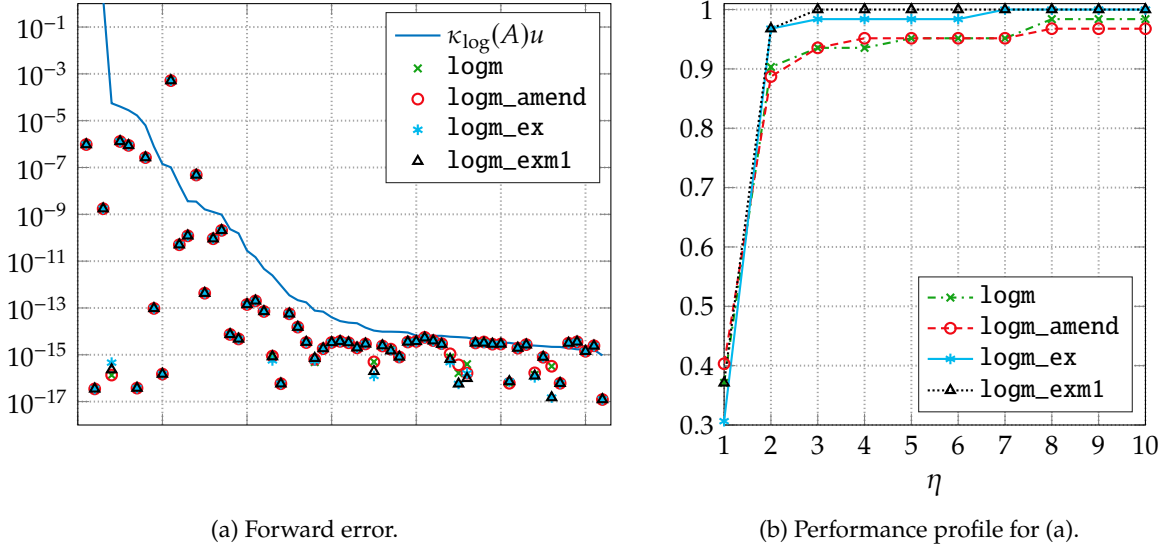 10⁻¹
10⁻³
10⁻⁵
10⁻⁷
10⁻⁹
10⁻¹¹
10⁻¹³
10⁻¹⁵
10⁻¹⁷
κlog(A)u
logm
logm_amend
logm_ex
logm_exm1
(a) Forward error.
1
0.9
0.8
0.7
0.6
0.5
0.4
0.3
logm
logm_amend
logm_ex
logm_exm1
1 2 3 4 5 6 7 8 9 10
η
(b) Performance profile for (a).